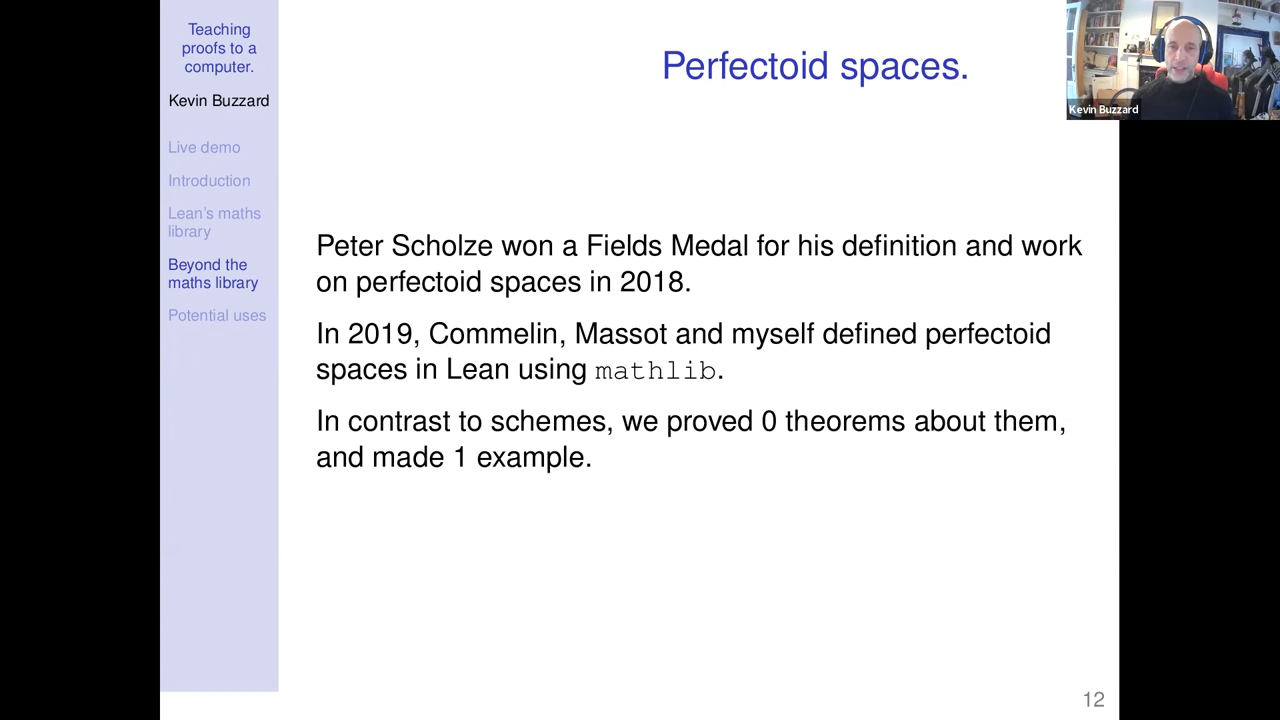 Teaching
proofs to a
computer.
Kevin Buzzard
Live demo
Introduction
Lean's maths
library
Beyond the
maths library
Potential uses
Perfectoid spaces.
Peter Scholze won a Fields Medal for his definition and work
on perfectoid spaces in 2018.
In 2019, Commelin, Massot and myself defined perfectoid
spaces in Lean using mathlib.
In contrast to schemes, we proved 0 theorems about them,
and made 1 example.
12
Kevin Buzzard